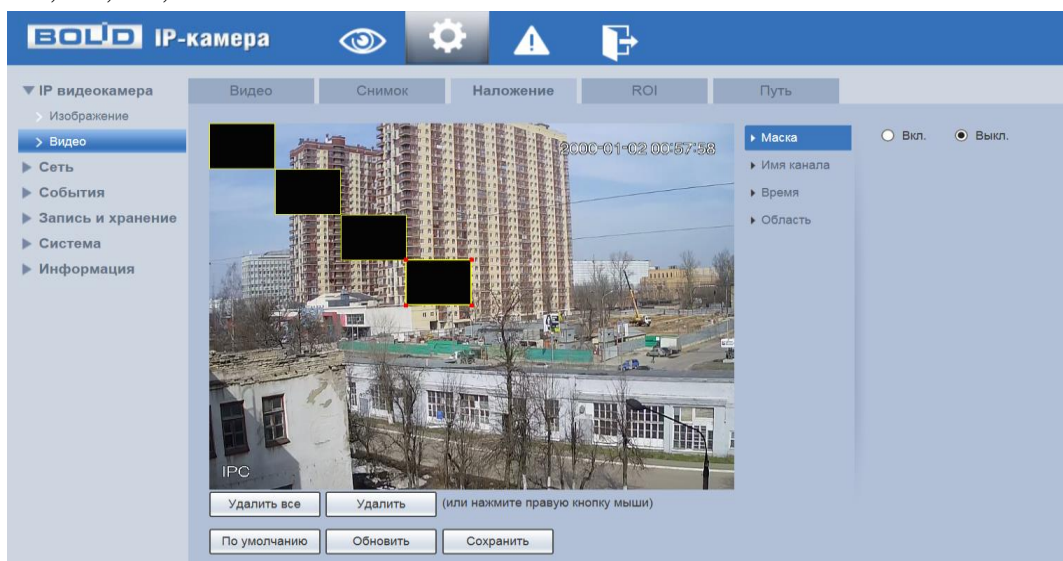 BOLID IP-камера
IP видеокамера
Изображение
Видео
Сеть
События
Запись и хранение
Система
Информация
Видео Снимок Наложение ROI Путь
2000-01-02 00:57:58
IPC
Маска
Имя канала
Время
Область
Вкл. Выкл.
Удалить все Удалить (или нажмите правую кнопку мыши)
По умолчанию Обновить Сохранить